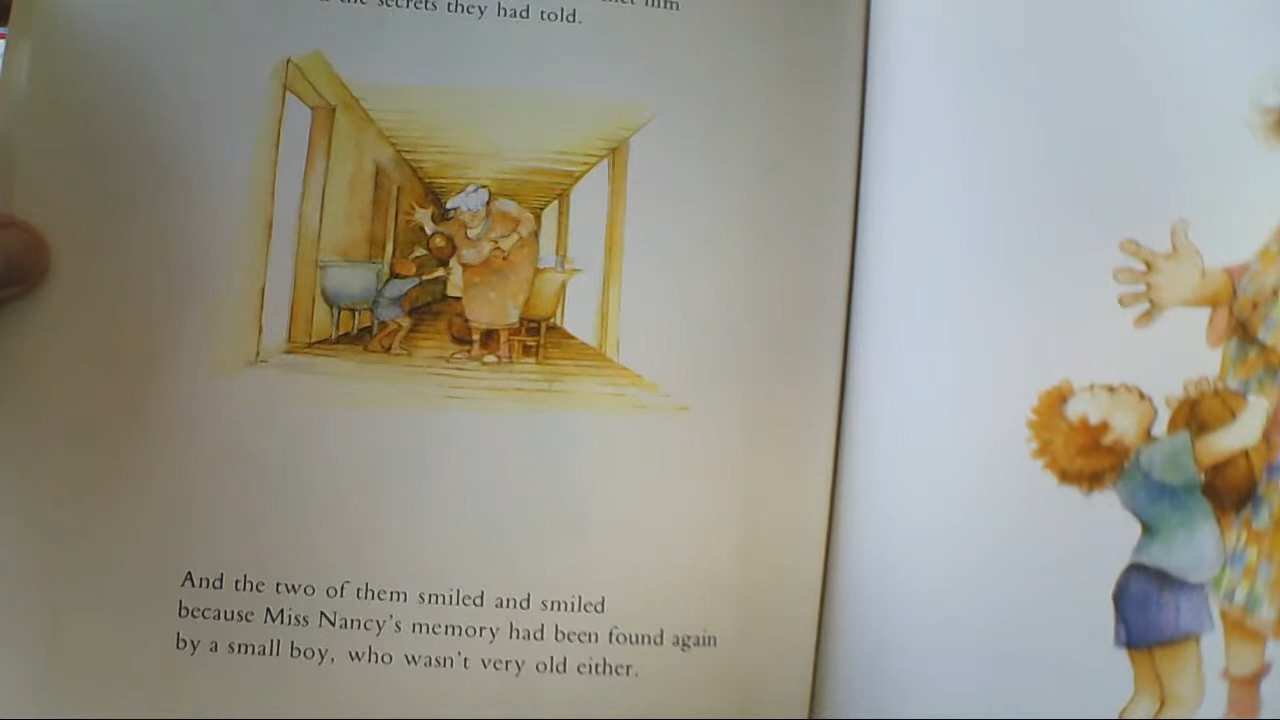 the secrets they had told.
him
And the two of them smiled and smiled
because Miss Nancy's memory had been found again
by a small boy, who wasn't very old either.